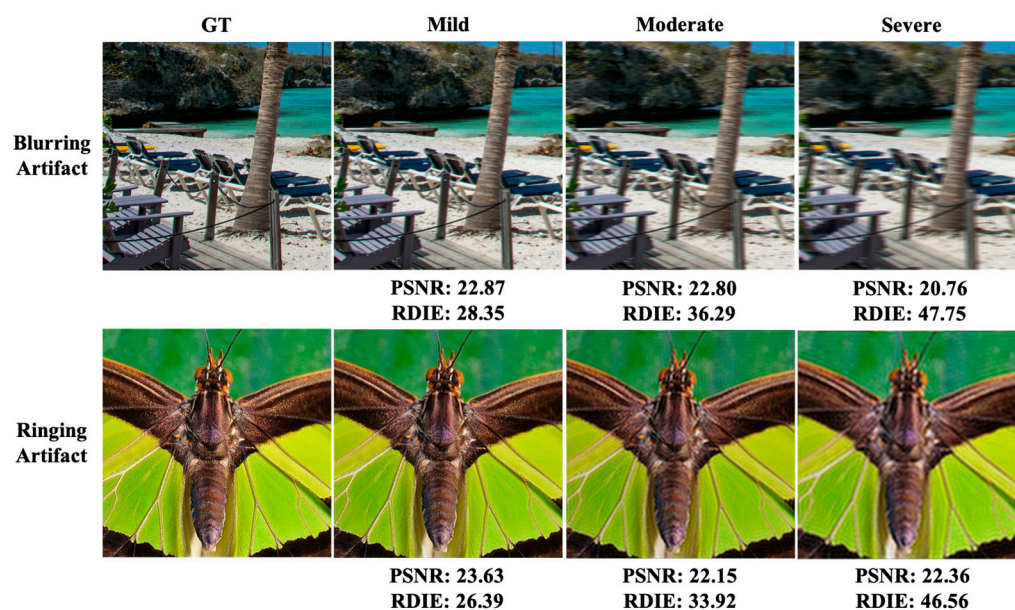 GT Mild Moderate Severe
Blurring
Artifact
PSNR: 22.87 PSNR: 22.80 PSNR: 20.76
RDIE: 28.35 RDIE: 36.29 RDIE: 47.75
Ringing
Artifact
PSNR: 23.63 PSNR: 22.15 PSNR: 22.36
RDIE: 26.39 RDIE: 33.92 RDIE: 46.56